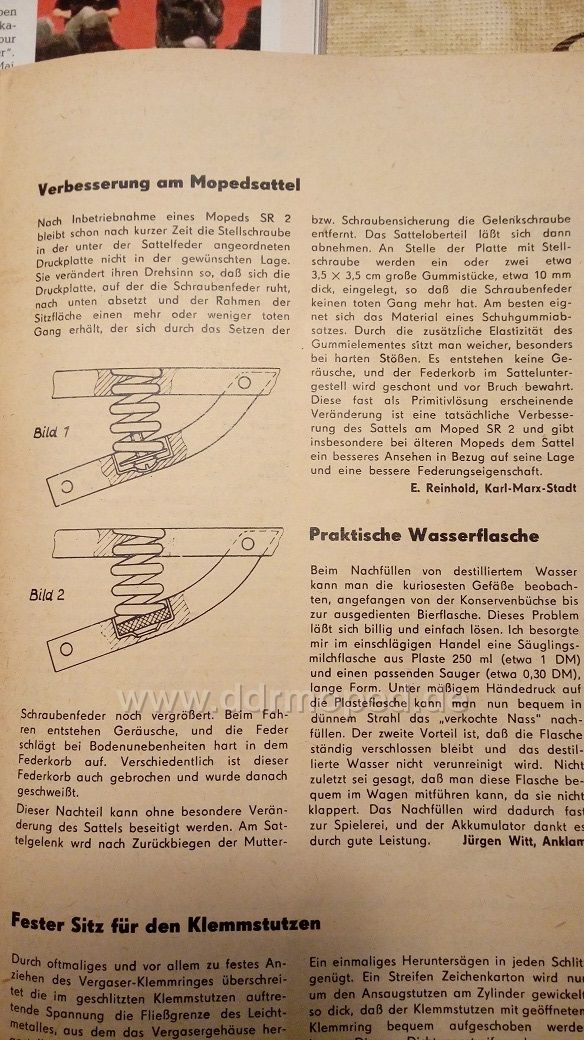 ben
ka-
our
er".
Mai
Verbesserung am Mopedsattel
Nach Inbetriebnahme eines Mopeds SR 2
bleibt schon nach kurzer Zeit die Stellschraube
in der unter der Sattelfeder angeordneten
Druckplatte nicht in der gewünschten Lage.
Sie verändert ihren Drehsinn so, daß sich die
Druckplatte, auf der die Schraubenfeder ruht,
nach unten absetzt und der Rahmen der
Sitzfläche einen mehr oder weniger toten
Gang erhält, der sich durch das Setzen der
Bild 1
Bild 2
Schraubenfeder noch vergrößert. Beim Fah-
ren entstehen Geräusche, und die Feder
schlägt bei Bodenunebenheiten hart in dem
Federkorb auf. Verschiedentlich ist dieser
Federkorb auch gebrochen und wurde danach
geschweißt.
Dieser Nachteil kann ohne besondere Verän-
derung des Sattels beseitigt werden. Am Sat-
telgelenk wrd nach Zurückbiegen der Mutter-
bzw. Schraubensicherung die Gelenkschraube
entfernt. Das Satteloberteil läßt sich dann
abnehmen. An Stelle der Platte mit Stell-
schraube werden ein oder zwei etwa
3,5 × 3,5 cm große Gummistücke, etwa 10 mm
dick, eingelegt, so daß die Schraubenfeder
keinen toten Gang mehr hat. Am besten eig-
net sich das Material eines Schuhgummiab-
satzes. Durch die zusätzliche Elastizität des
Gummielementes sitzt man weicher, besonders
bei harten Stößen. Es entstehen keine Ge-
räusche, und der Federkorb im Sattelunter-
gestell wird geschont und vor Bruch bewahrt.
Diese fast als Primitivlösung erscheinende
Veränderung ist eine tatsächliche Verbesse-
rung des Sattels am Moped SR 2 und gibt
insbesondere bei älteren Mopeds dem Sattel
ein besseres Ansehen in Bezug auf seine Lage
und eine bessere Federungseigenschaft.
E. Reinhold, Karl-Marx-Stadt
Praktische Wasserflasche
Beim Nachfüllen von destilliertem Wasser
kann man die kuriosesten Gefäße beobach-
ten, angefangen von der Konservenbüchse bis
zur ausgedienten Bierflasche. Dieses Problem
läßt sich billig und einfach lösen. Ich besorgte
mir im einschlägigen Handel eine Säuglings-
milchflasche aus Plaste 250 ml (etwa 1 DM)
und einen passenden Sauger (etwa 0,30 DM),
lange Form. Unter mäßigem Händedruck auf
die Plasteflasche kann man nun bequem in
dünnem Strahl das „verkochte Nass" nach-
füllen. Der zweite Vorteil ist, daß die Flasche
ständig verschlossen bleibt und das destil-
lierte Wasser nicht verunreinigt wird. Nicht
zuletzt sei gesagt, daß man diese Flasche be-
quem im Wagen mitführen kann, da sie nicht
klappert. Das Nachfüllen wird dadurch fast
zur Spielerei, und der Akkumulator dankt es
durch gute Leistung. Jürgen Witt, Anklam
www.ddrmoped.de
Fester Sitz für den Klemmstutzen
Durch oftmaliges und vor allem zu festes An-
ziehen des Vergaser-Klemmringes überschrei-
tet die im geschlitzten Klemmstutzen auftre-
tende Spannung die Fließgrenze des Leicht-
metalles, aus dem das Vergasergehäuse her-
Ein einmaliges Heruntersägen in jeden Schlitz
genügt. Ein Streifen Zeichenkarton wird nun
um den Ansaugstutzen am Zylinder gewickelt
so dick, daß der Klemmstutzen mit geöffneten
Klemmring bequem aufgeschoben werden